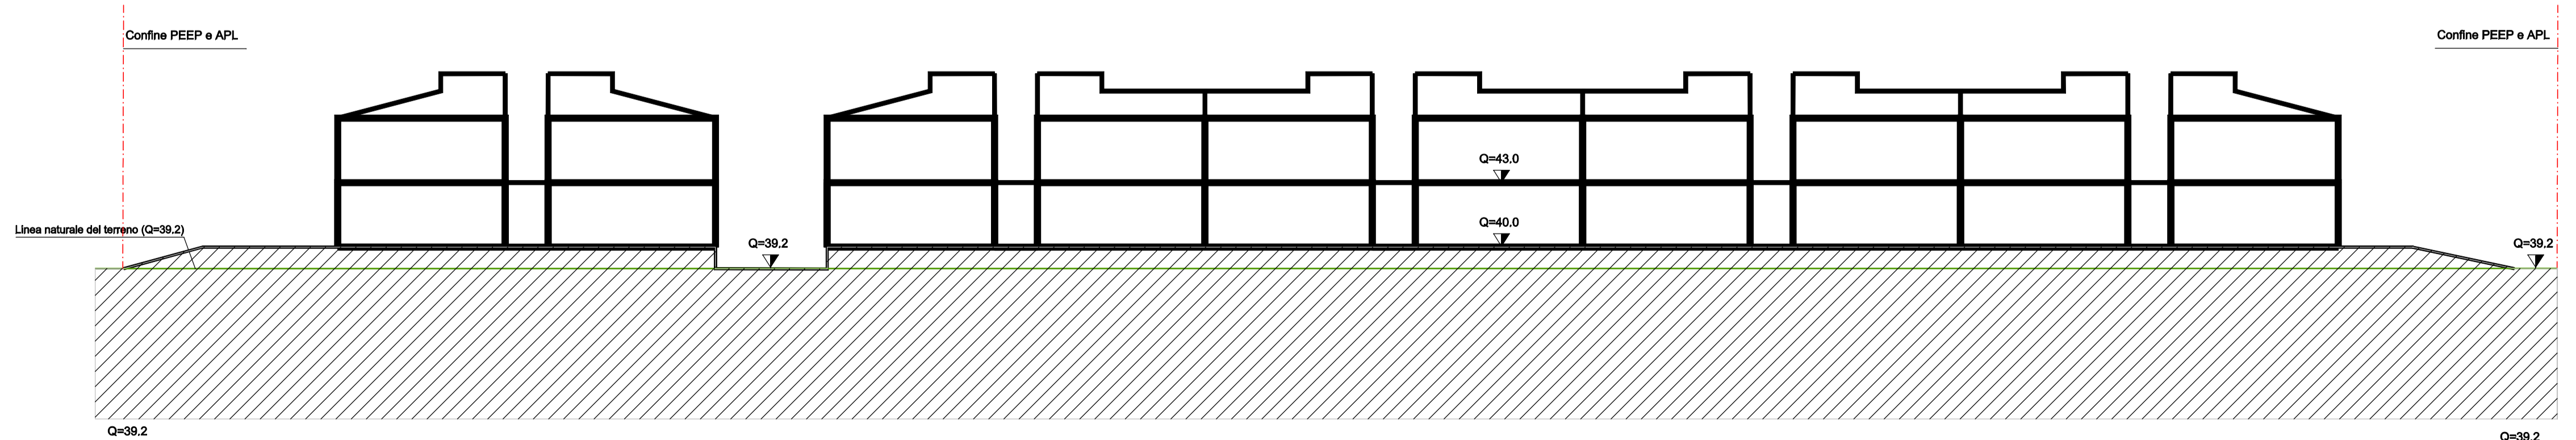 Confine PEEP e APL
Confine PEEP e APL
Q=43.0
Q=40.0
Linea naturale del terreno (Q=39.2)
Q=39.2
Q=39.2
Q=39.2
Q=39.2